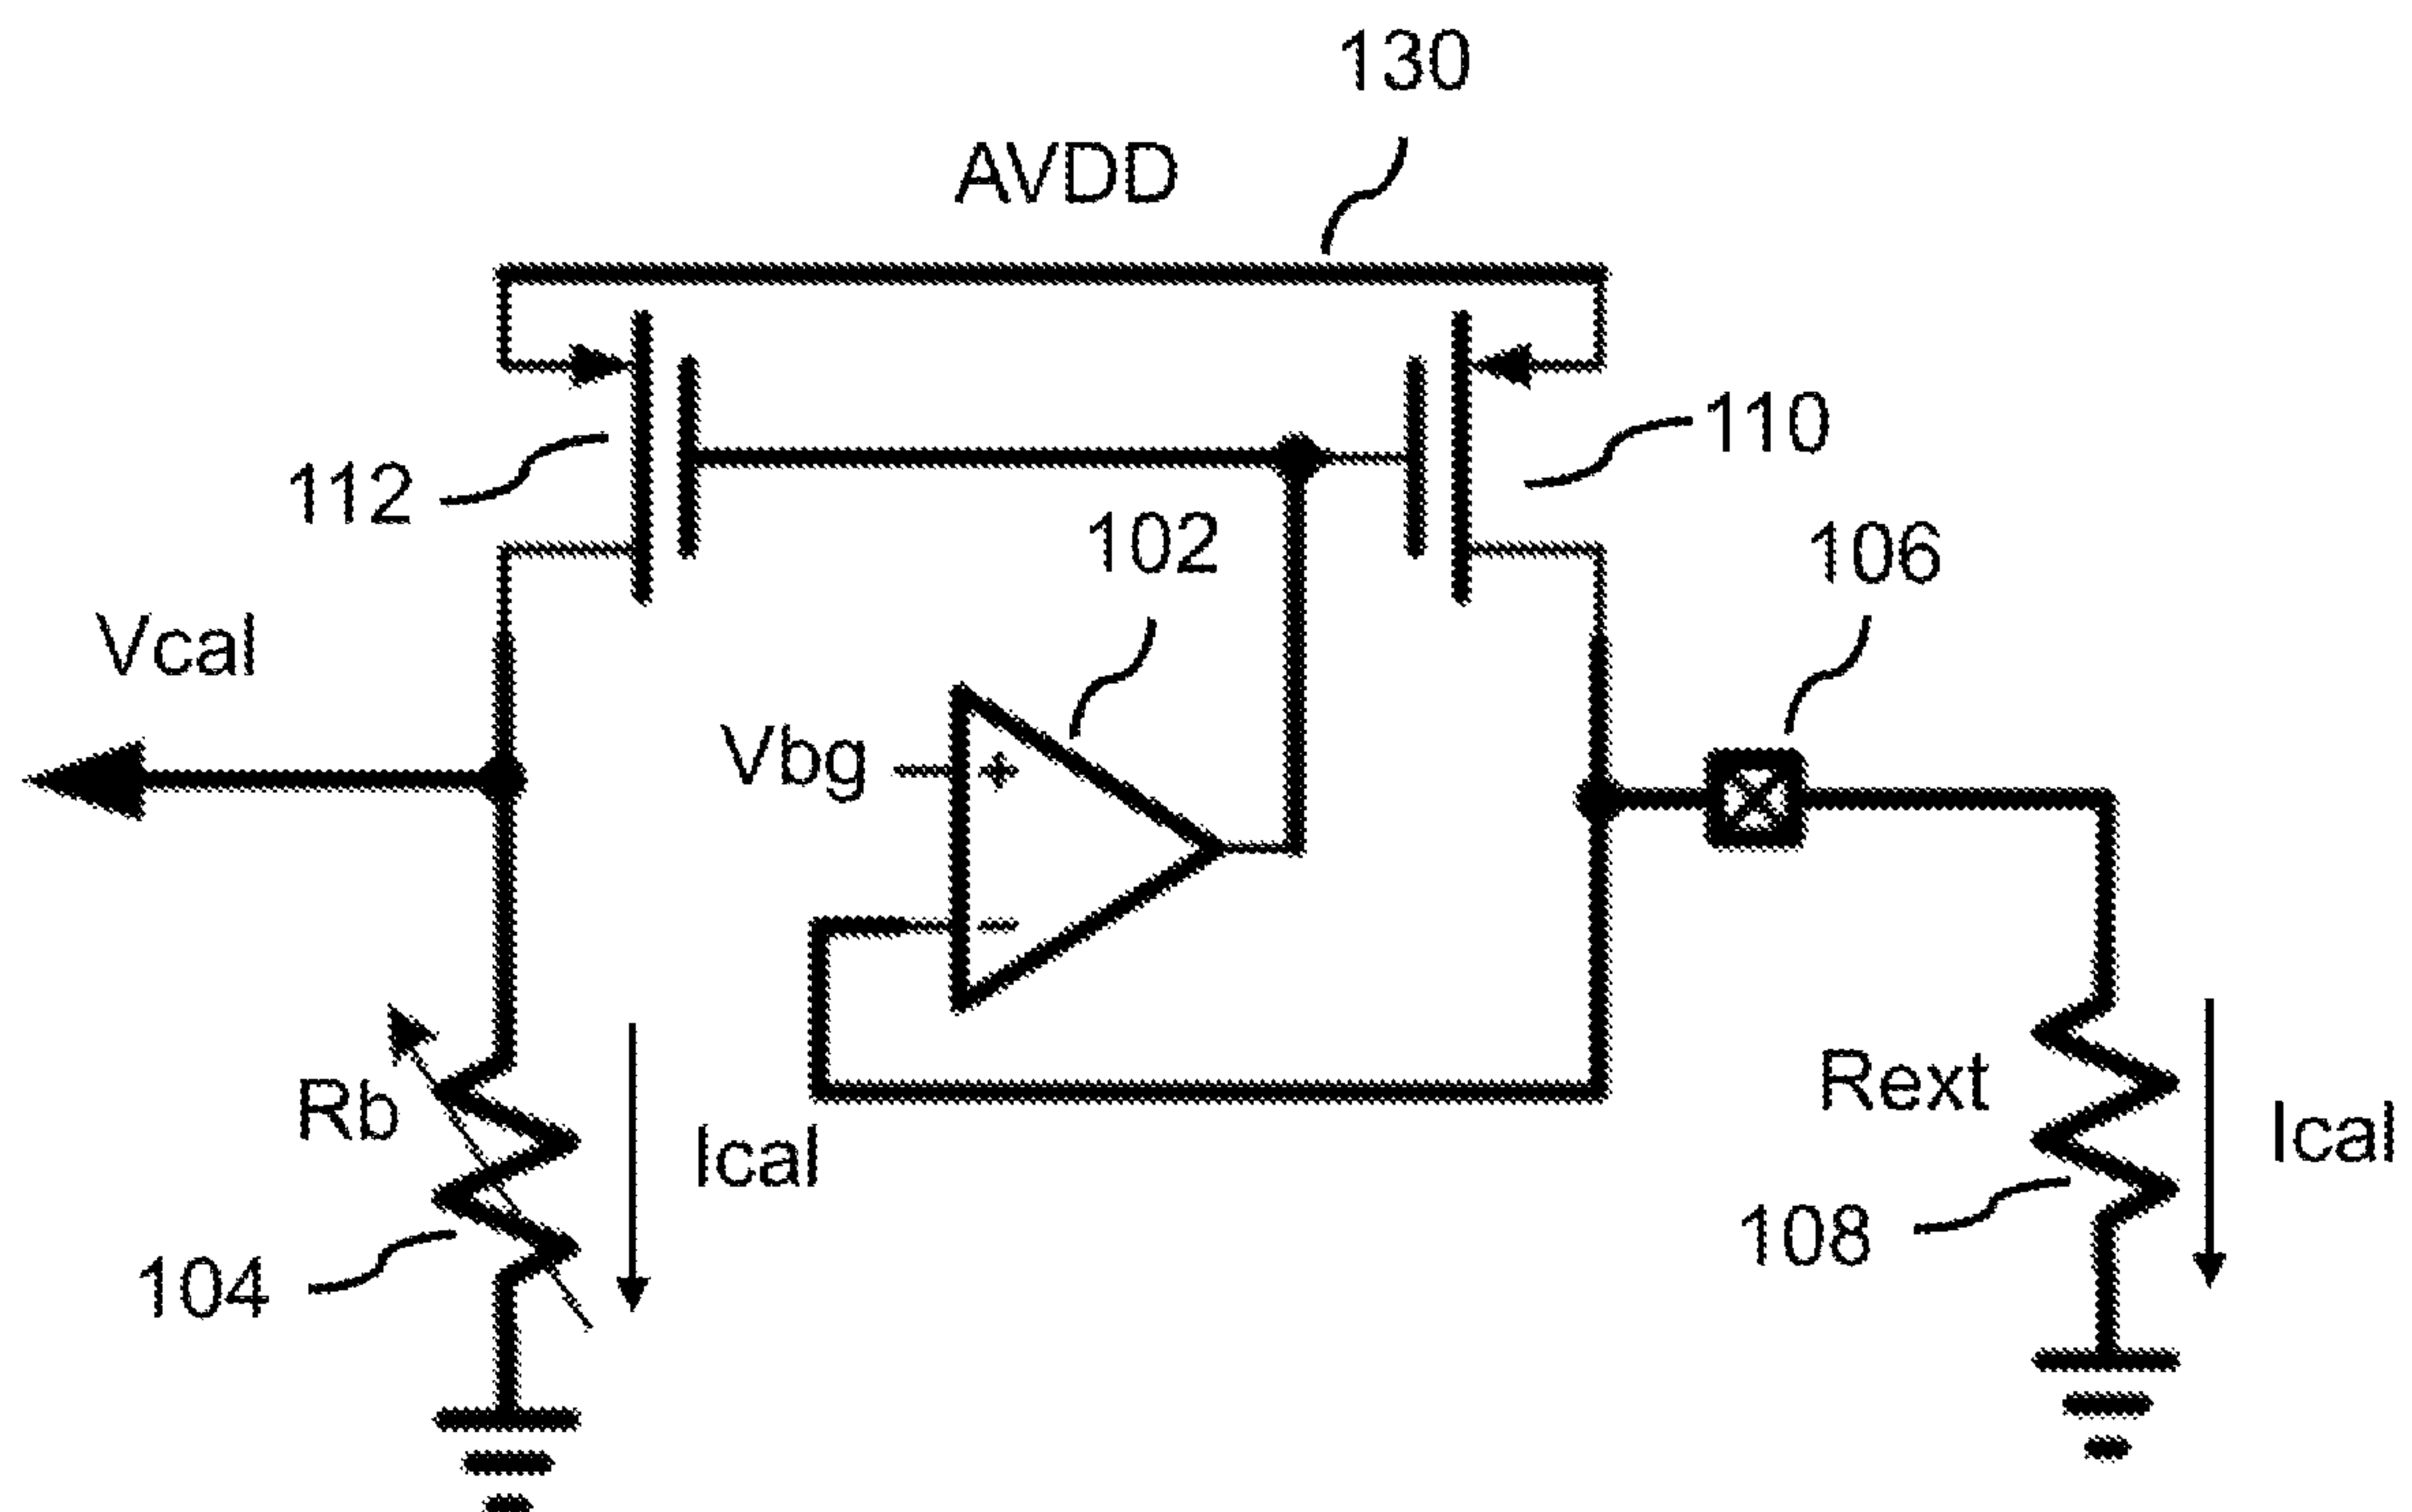 130
AVDD
110
112
102
106
Vcal
Vbg
+
-
Rb
Ical
Rext
Ical
104
108